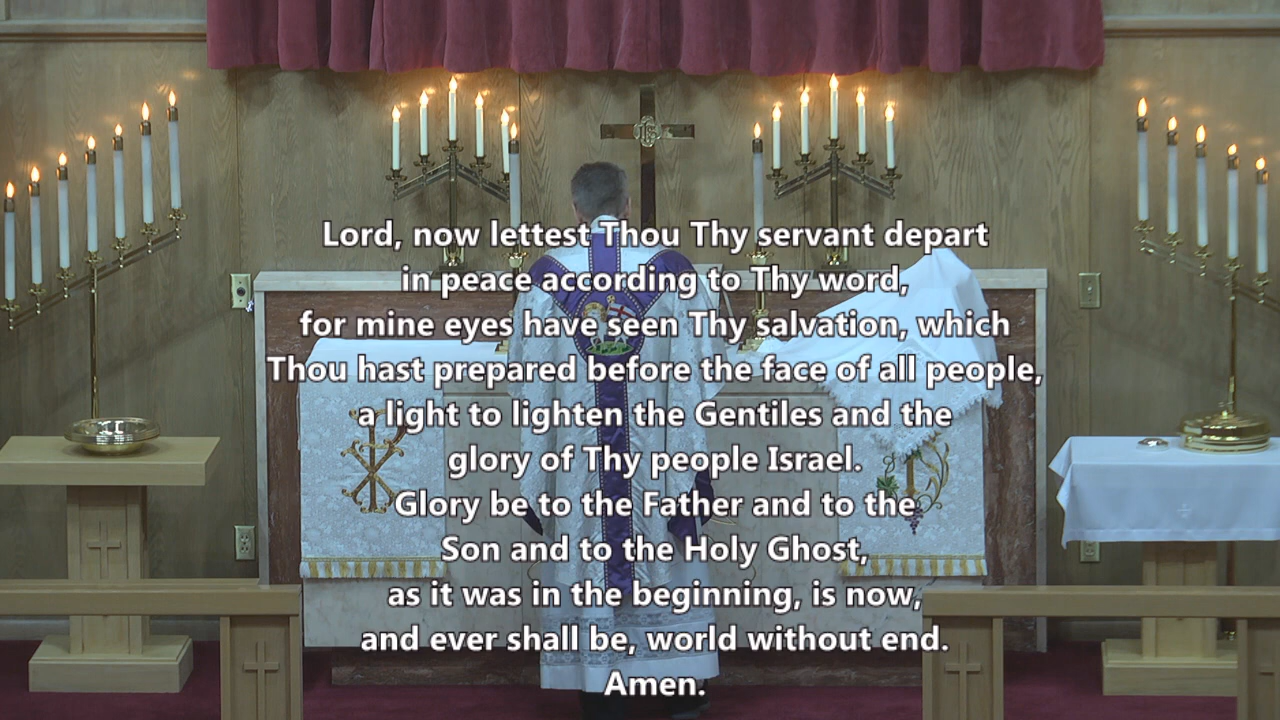 IHS
Lord, now lettest Thou Thy servant depart
in peace according to Thy word,
for mine eyes have seen Thy salvation, which
Thou hast prepared before the face of all people,
a light to lighten the Gentiles and the
glory of Thy people Israel.
Glory be to the Father and to the
Son and to the Holy Ghost,
as it was in the beginning, is now,
and ever shall be, world without end.
Amen.